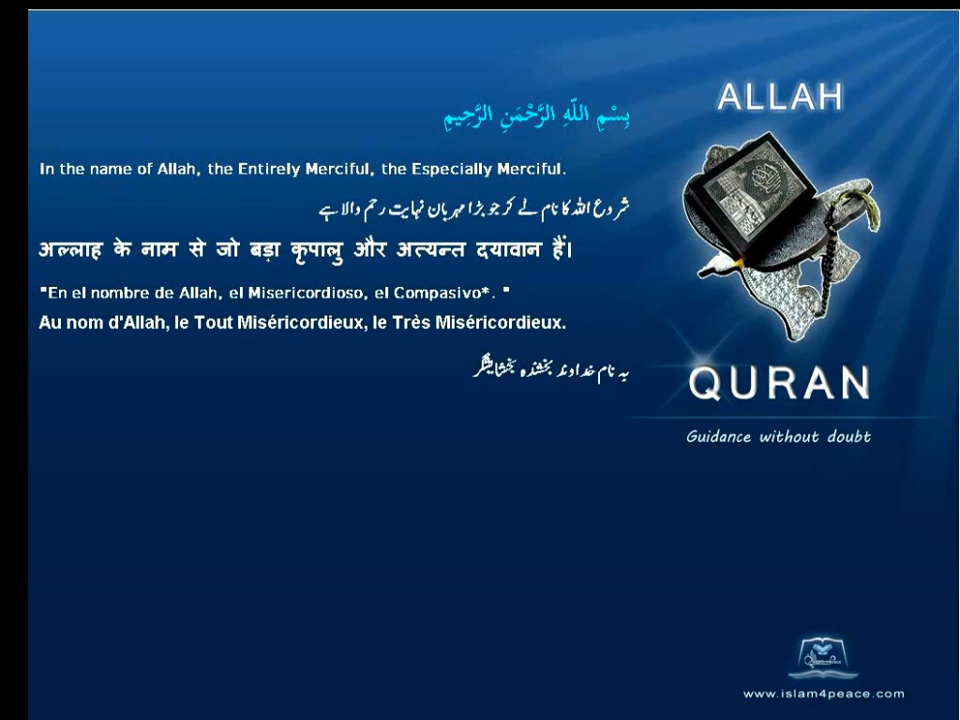 بِسْمِ اللّهِ الرَّحْمَنِ الرَّحِيمِ
In the name of Allah, the Entirely Merciful, the Especially Merciful.
شروع الله کا نام لے کر جو بڑا مہربان نہایت رحم والا ہے
अल्लाह के नाम से जो बड़ा कृपालु और अत्यन्त दयावान हैं।
"En el nombre de Allah, el Misericordioso, el Compasivo*. "
Au nom d'Allah, le Tout Miséricordieux, le Très Miséricordieux.
به نام خداوند بخشنده بخشایشگر
ALLAH
QURAN
Guidance without doubt
www.islam4peace.com